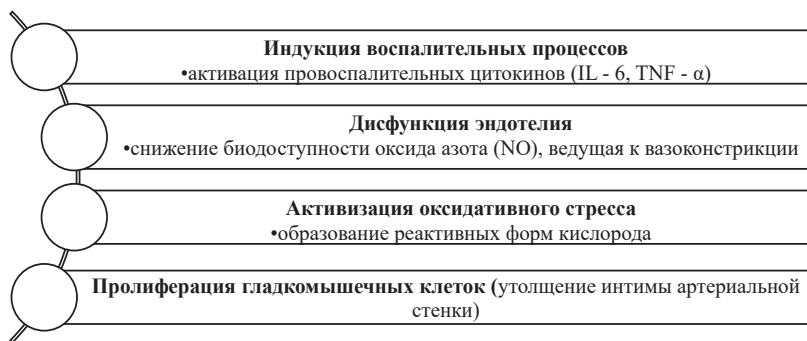 Индукция воспалительных процессов
•активация провоспалительных цитокинов (IL - 6, TNF - α)
Дисфункция эндотелия
•снижение биодоступности оксида азота (NO), ведущая к вазоконстрикции
Активизация оксидативного стресса
•образование реактивных форм кислорода
Пролиферация гладкомышечных клеток (утолщение интимы артериальной
стенки)